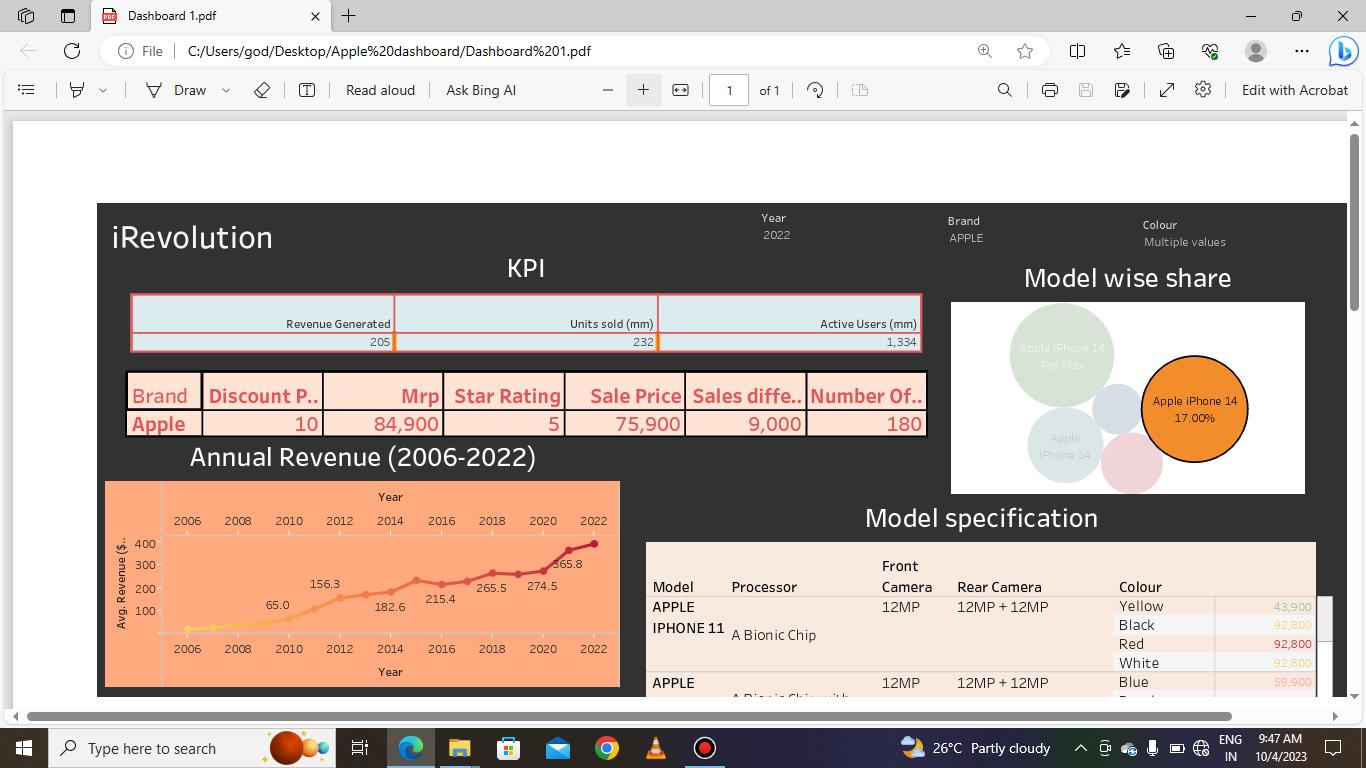 Dashboard 1.pdf
File
C:/Users/god/Desktop/Apple%20dashboard/Dashboard%201.pdf
Draw
Read aloud
Ask Bing AI
1
of 1
Edit with Acrobat
iRevolution
Year
2022
Brand
APPLE
Colour
Multiple values
KPI
Revenue Generated Units sold (mm) Active Users (mm)
205 232 1,334
Brand Discount P.. Mrp Star Rating Sale Price Sales diffe.. Number Of..
Apple 10 84,900 5 75,900 9,000 180
Model wise share
Apple iPhone 14
Pro Max
Apple iPhone 14
17.00%
Apple
iPhone 14
Annual Revenue (2006-2022)
Year
2006 2008 2010 2012 2014 2016 2018 2020 2022
Avg. Revenue ($..
400
300
200
100
65.0
156.3
182.6
215.4
265.5
274.5
365.8
2006 2008 2010 2012 2014 2016 2018 2020 2022
Year
Model specification
Model Processor Front Camera Rear Camera Colour
APPLE IPHONE 11 A Bionic Chip 12MP 12MP + 12MP Yellow 43,900
Black 92,800
Red 92,800
White 92,800
APPLE 12MP 12MP + 12MP Blue 59,900
Type here to search
26°C Partly cloudy
ENG
IN
9:47 AM
10/4/2023